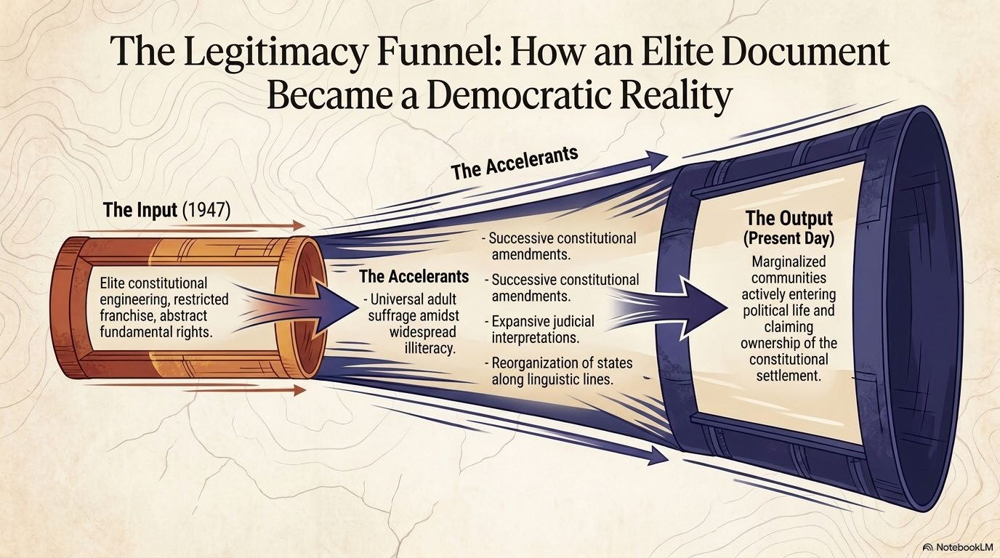 The Legitimacy Funnel: How an Elite Document
Became a Democratic Reality
The Input (1947)
Elite constitutional
engineering, restricted
franchise, abstract
fundamental rights.
The Accelerants
The Accelerants
- Universal adult
suffrage amidst
widespread
illiteracy.
- Successive constitutional
amendments.
- Successive constitutional
amendments.
- Expansive judicial
interpretations.
- Reorganization of states
along linguistic lines.
The Output
(Present Day)
Marginalized
communities
actively entering
political life and
claiming
ownership of the
constitutional
settlement.
NotebookLM